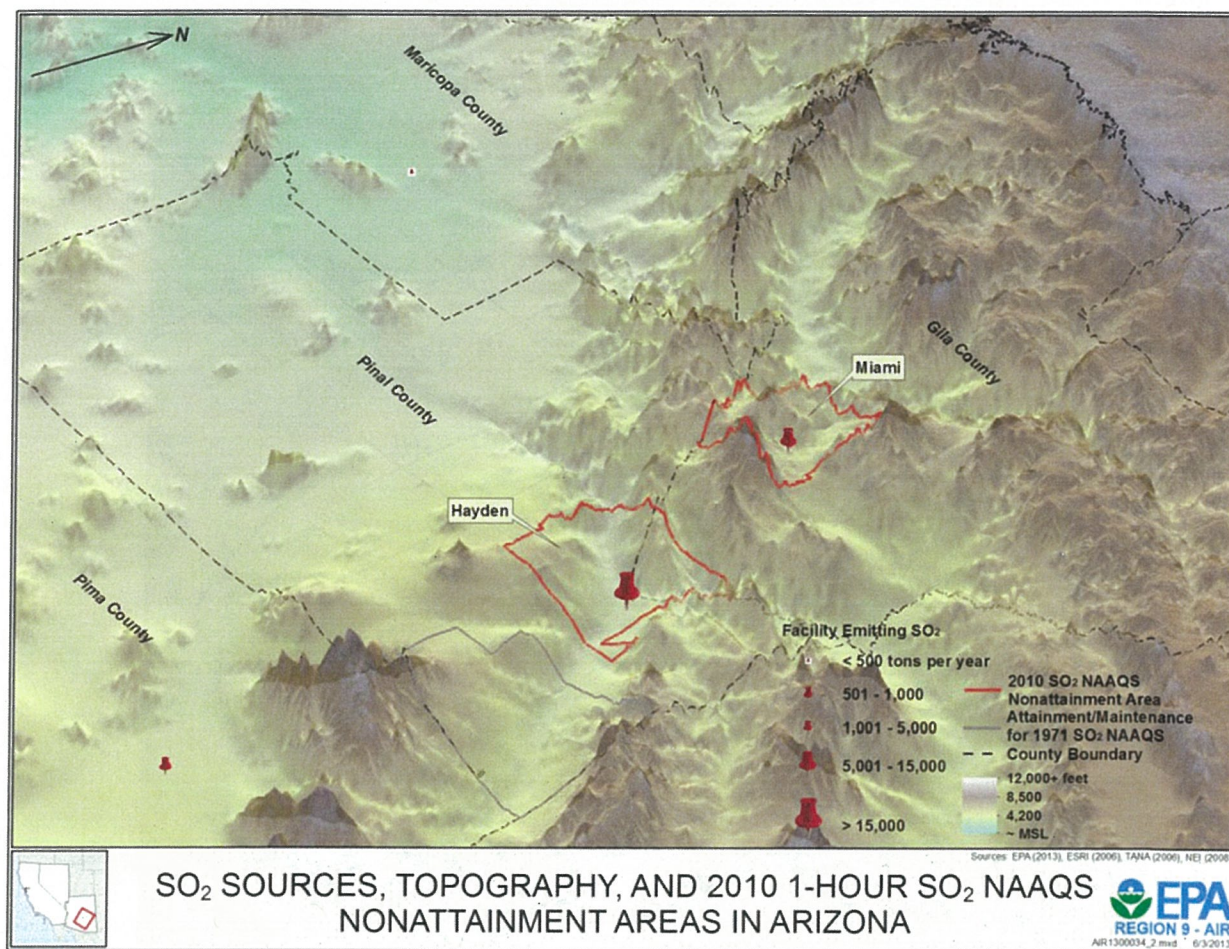 N
Maricopa County
Pinal County
Gila County
Miami
Hayden
Pima County
Facility Emitting SO₂
< 500 tons per year
501 - 1,000
1,001 - 5,000
5,001 - 15,000
> 15,000
2010 SO₂ NAAQS
Nonattainment Area
Attainment/Maintenance
for 1971 SO₂ NAAQS
County Boundary
12,000+ feet
8,500
4,200
~ MSL
Sources: EPA (2013), ESRI (2006), TANA (2006), NEI (2008
SO₂ SOURCES, TOPOGRAPHY, AND 2010 1-HOUR SO₂ NAAQS
NONATTAINMENT AREAS IN ARIZONA
EPA
REGION 9 - AIR
AIR1300034_2.mxd 6/3/2013